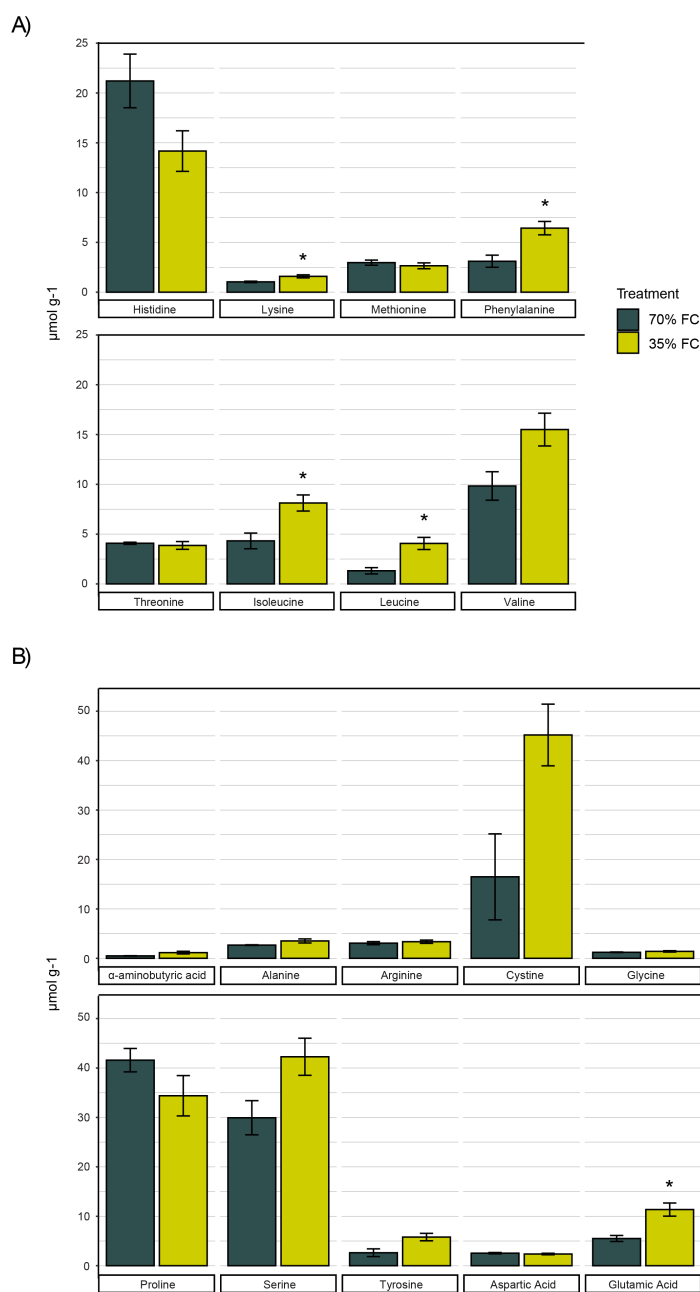 A)
25
20
15
10
5
0
* *
Histidine Lysine Methionine Phenylalanine
µmol g-1
Treatment
70% FC
35% FC
25
20
15
10
5
0
* *
Threonine Isoleucine Leucine Valine
B)
50
40
30
20
10
0
α-aminobutyric acid Alanine Arginine Cystine Glycine
µmol g-1
50
40
30
20
10
0
*
Proline Serine Tyrosine Aspartic Acid Glutamic Acid